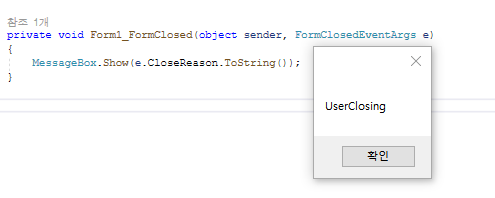 참조 1개
private void Form1_FormClosed(object sender, FormClosedEventArgs e)
{
MessageBox.Show(e.CloseReason.ToString());
}
UserClosing
확인